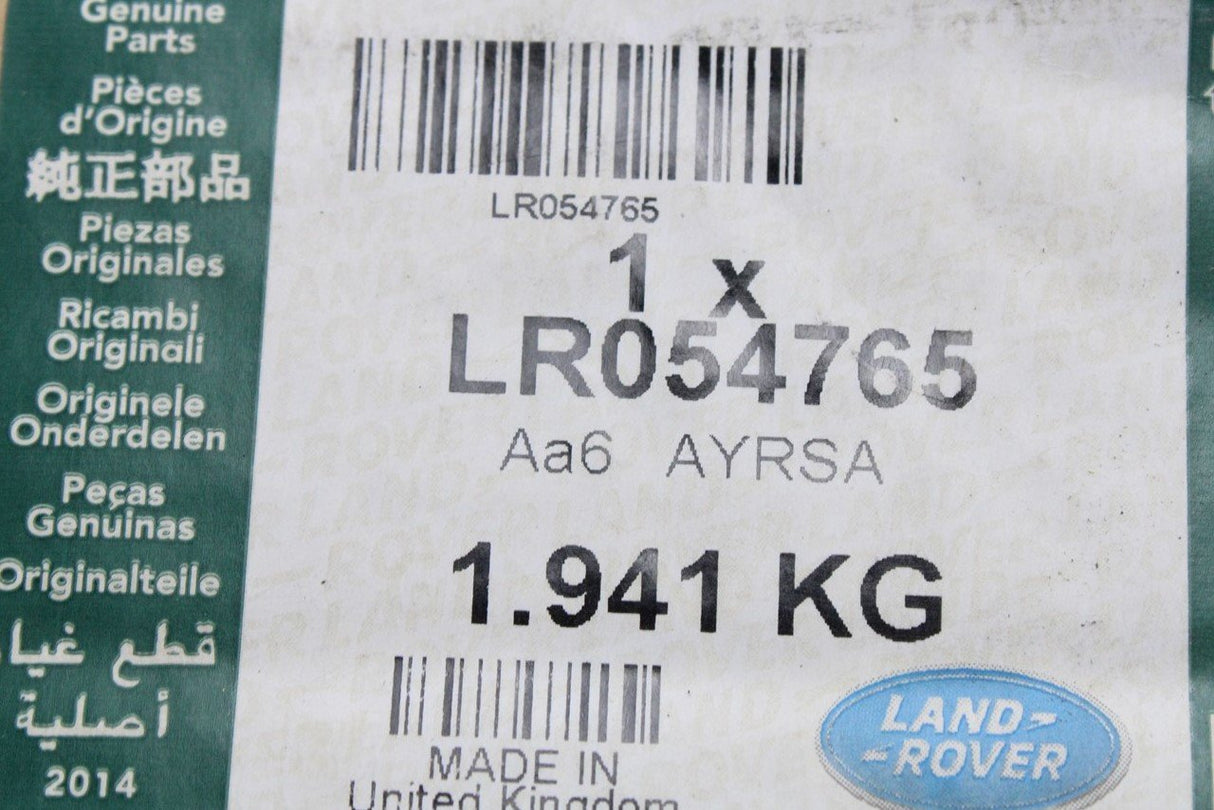 Genuine
Parts
Pièces
d'Origine
純正部品
Piezas
Originales
Ricambi
Originali
Originele
Onderdelen
Peças
Genuinas
Originalteile
قطع غيا
أصلية
2014
LR054765
1 x
LR054765
Aa6 AYRSA
1.941 KG
MADE IN
United Kingdom
LAND-
-ROVER